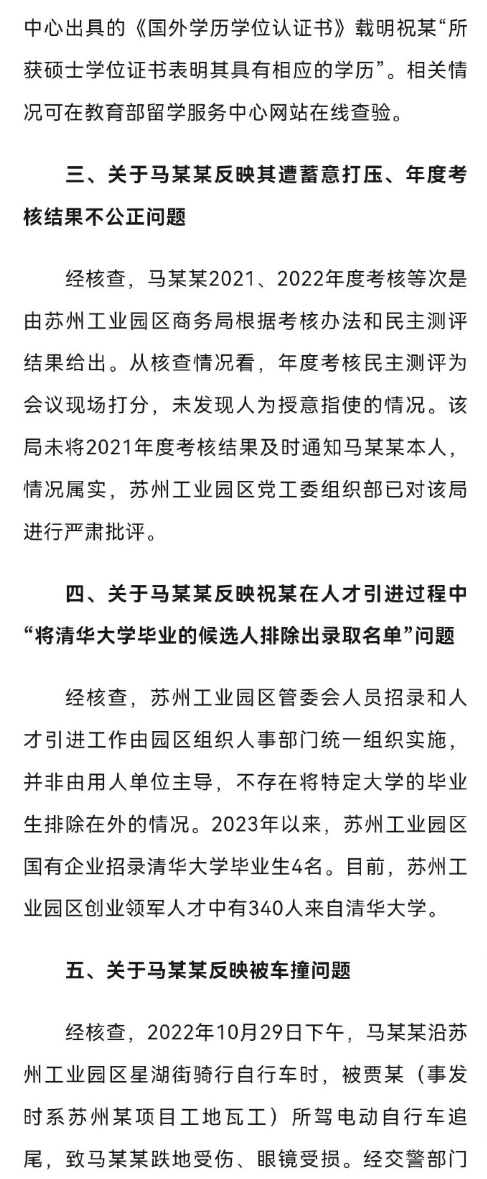 中心出具的《国外学历学位认证书》载明祝某“所
获硕士学位证书表明其具有相应的学历”。相关情
况可在教育部留学服务中心网站在线查验。
三、关于马某某反映其遭蓄意打压、年度考
核结果不公正问题
经核查，马某某2021、2022年度考核等次是
由苏州工业园区商务局根据考核办法和民主测评
结果给出。从核查情况看，年度考核民主测评为
会议现场打分，未发现人为授意指使的情况。该
局未将2021年度考核结果及时通知马某某本人，
情况属实，苏州工业园区党工委组织部已对该局
进行严肃批评。
四、关于马某某反映祝某在人才引进过程中
“将清华大学毕业的候选人排除出录取名单”问题
经核查，苏州工业园区管委会人员招录和人
才引进工作由园区组织人事部门统一组织实施，
并非由用人单位主导，不存在将特定大学的毕业
生排除在外的情况。2023年以来，苏州工业园区
国有企业招录清华大学毕业生4名。目前，苏州工
业园区创业领军人才中有340人来自清华大学。
五、关于马某某反映被车撞问题
经核查，2022年10月29日下午，马某某沿苏
州工业园区星湖街骑行自行车时，被贾某（事发
时系苏州某项目工地瓦工）所驾电动自行车追
尾，致马某某跌地受伤、眼镜受损。经交警部门